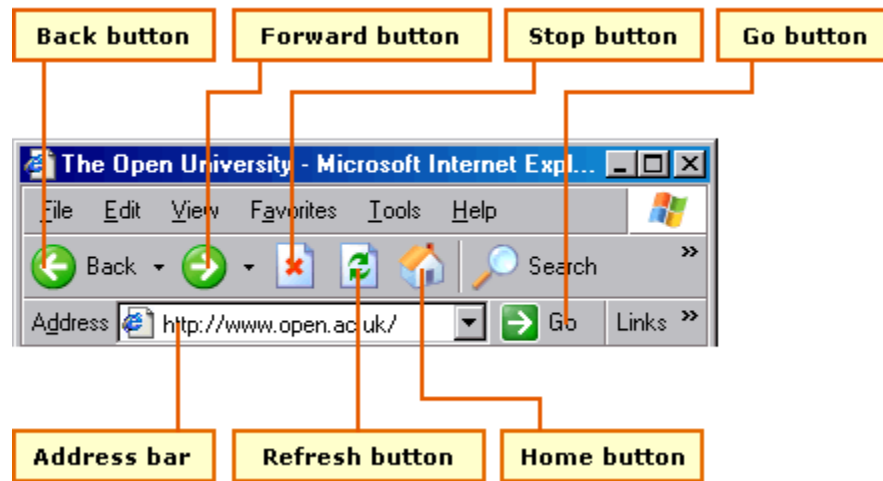 Back button Forward button Stop button Go button
The Open University - Microsoft Internet Expl...
File Edit View Favorites Tools Help
Back Search »
Address http://www.open.ac.uk/ Go Links »
Address bar Refresh button Home button